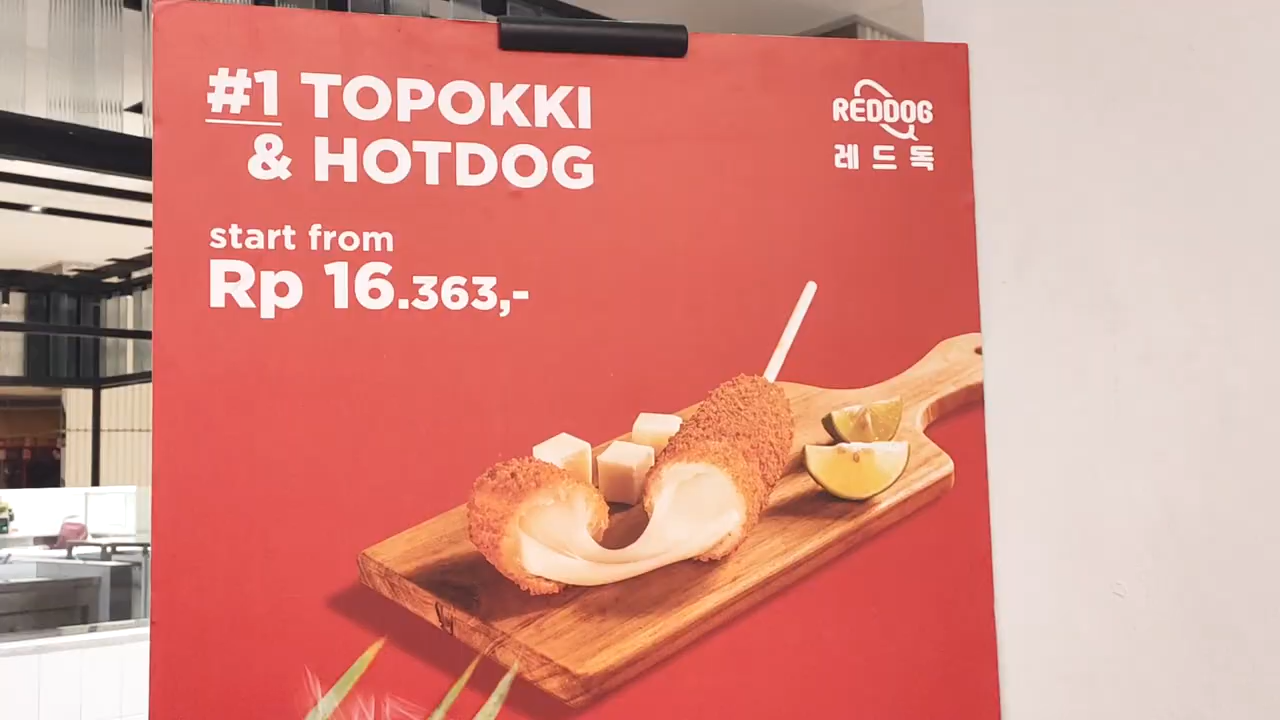 #1 TOPOKKI
& HOTDOG
start from
Rp 16.363,-
REDDOG
레드독